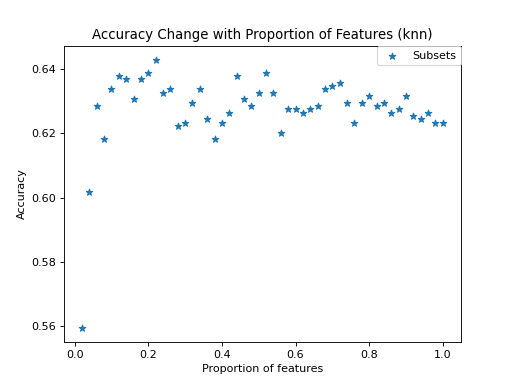 Accuracy Change with Proportion of Features (knn)
Subsets
0.64
0.62
0.60
0.58
0.56
Accuracy
0.0 0.2 0.4 0.6 0.8 1.0
Proportion of features